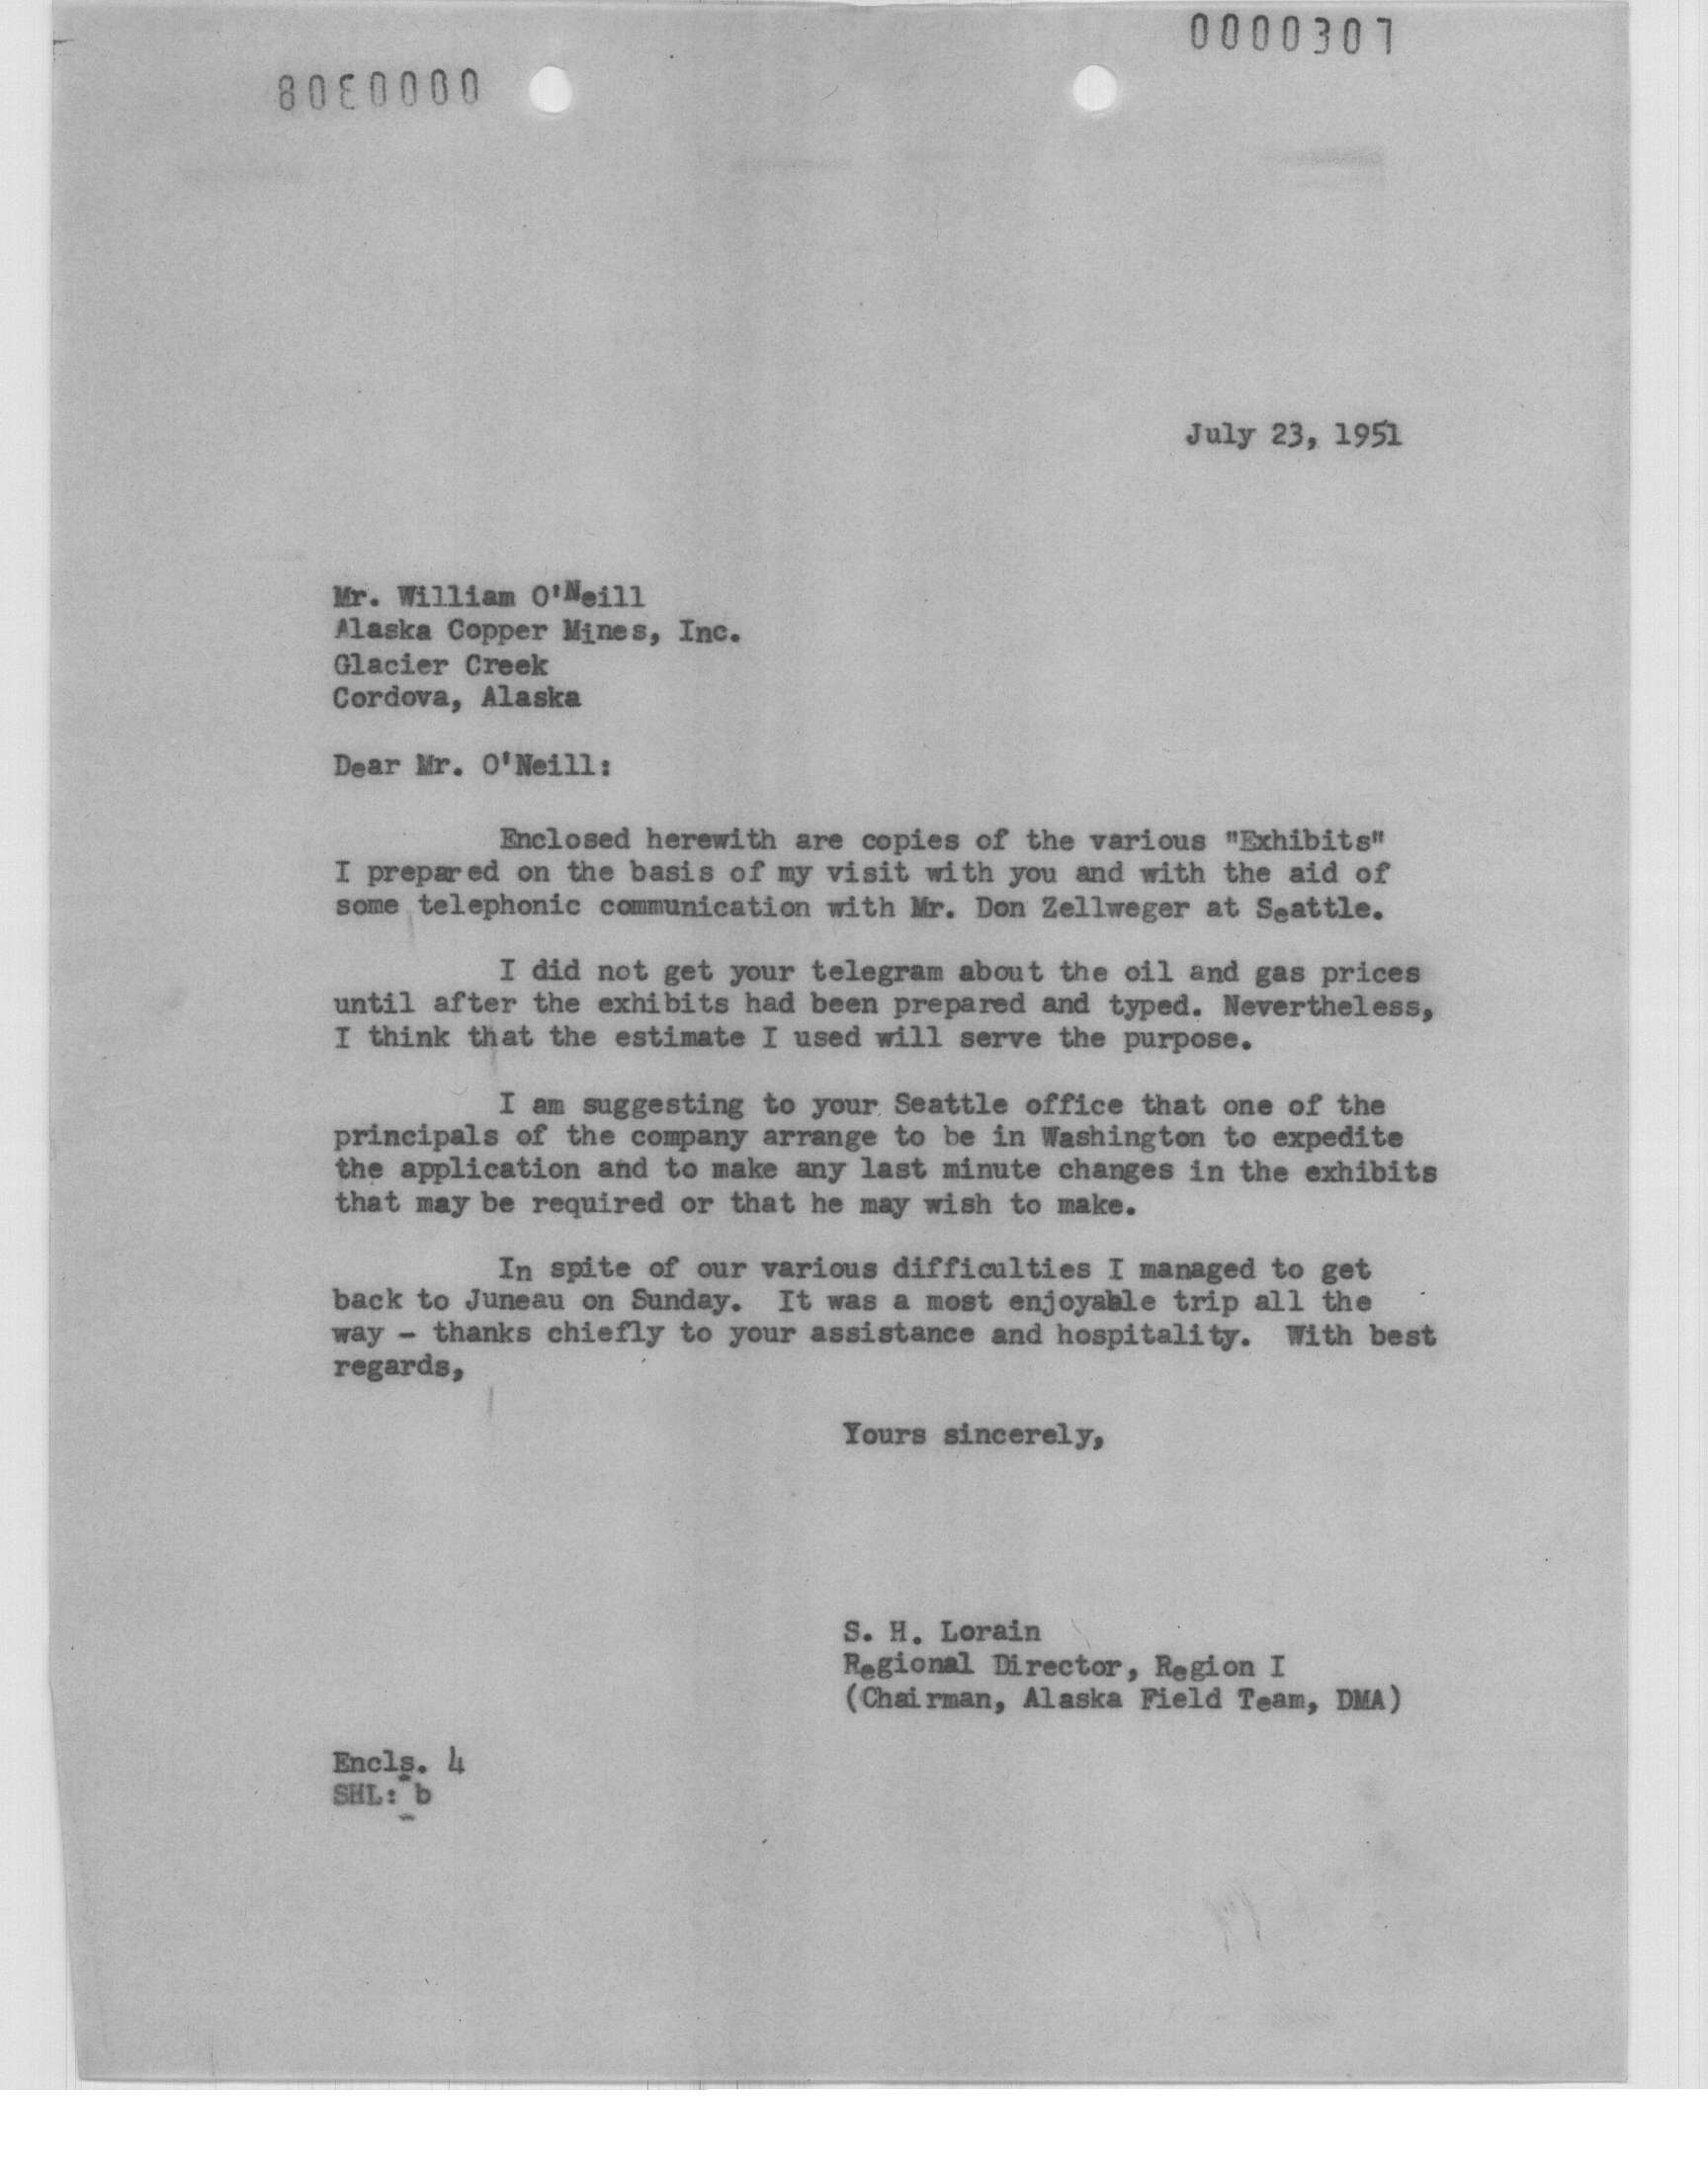 0000307
0000308
July 23, 1951
Mr. William O'Neill
Alaska Copper Mines, Inc.
Glacier Creek
Cordova, Alaska
Dear Mr. O'Neill:
Enclosed herewith are copies of the various "Exhibits"
I prepared on the basis of my visit with you and with the aid of
some telephonic communication with Mr. Don Zellweger at Seattle.
I did not get your telegram about the oil and gas prices
until after the exhibits had been prepared and typed. Nevertheless,
I think that the estimate I used will serve the purpose.
I am suggesting to your Seattle office that one of the
principals of the company arrange to be in Washington to expedite
the application and to make any last minute changes in the exhibits
that may be required or that he may wish to make.
In spite of our various difficulties I managed to get
back to Juneau on Sunday. It was a most enjoyable trip all the
way - thanks chiefly to your assistance and hospitality. With best
regards,
Yours sincerely,
S. H. Lorain
Regional Director, Region I
(Chairman, Alaska Field Team, DMA)
Encls. 4
SHL: b